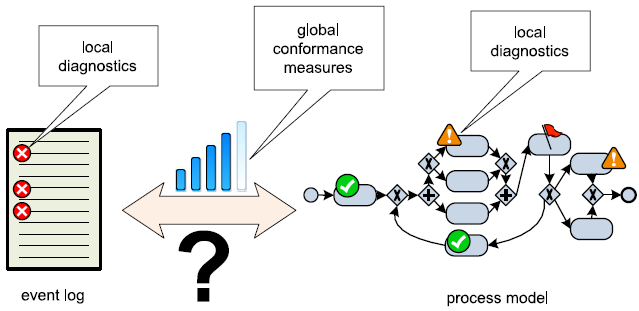 local
diagnostics
global
conformance
measures
local
diagnostics
?
event log
process model